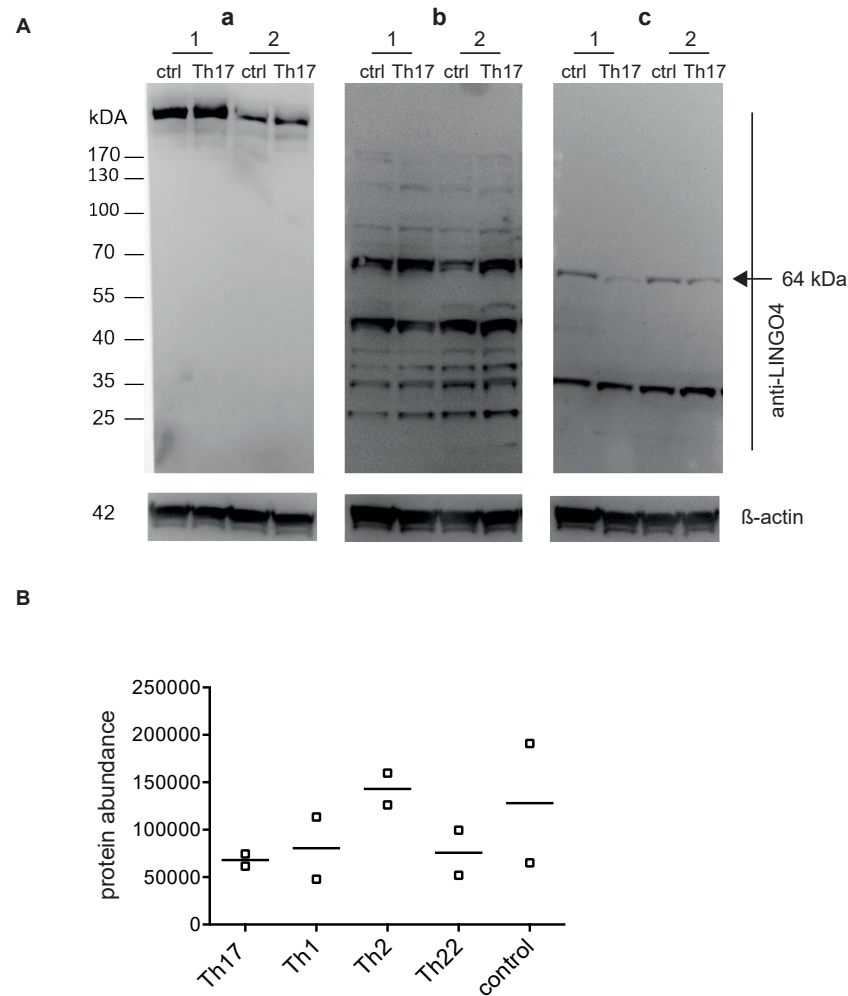 A
a b c
1 2 1 2 1 2
ctrl Th17 ctrl Th17 ctrl Th17 ctrl Th17 ctrl Th17 ctrl Th17
kDA
170
130
100
70
55
40
35
25
64 kDa
anti-LINGO4
42
ß-actin
B
250000
200000
150000
100000
50000
0
protein abundance
Th17 Th1 Th2 Th22 control